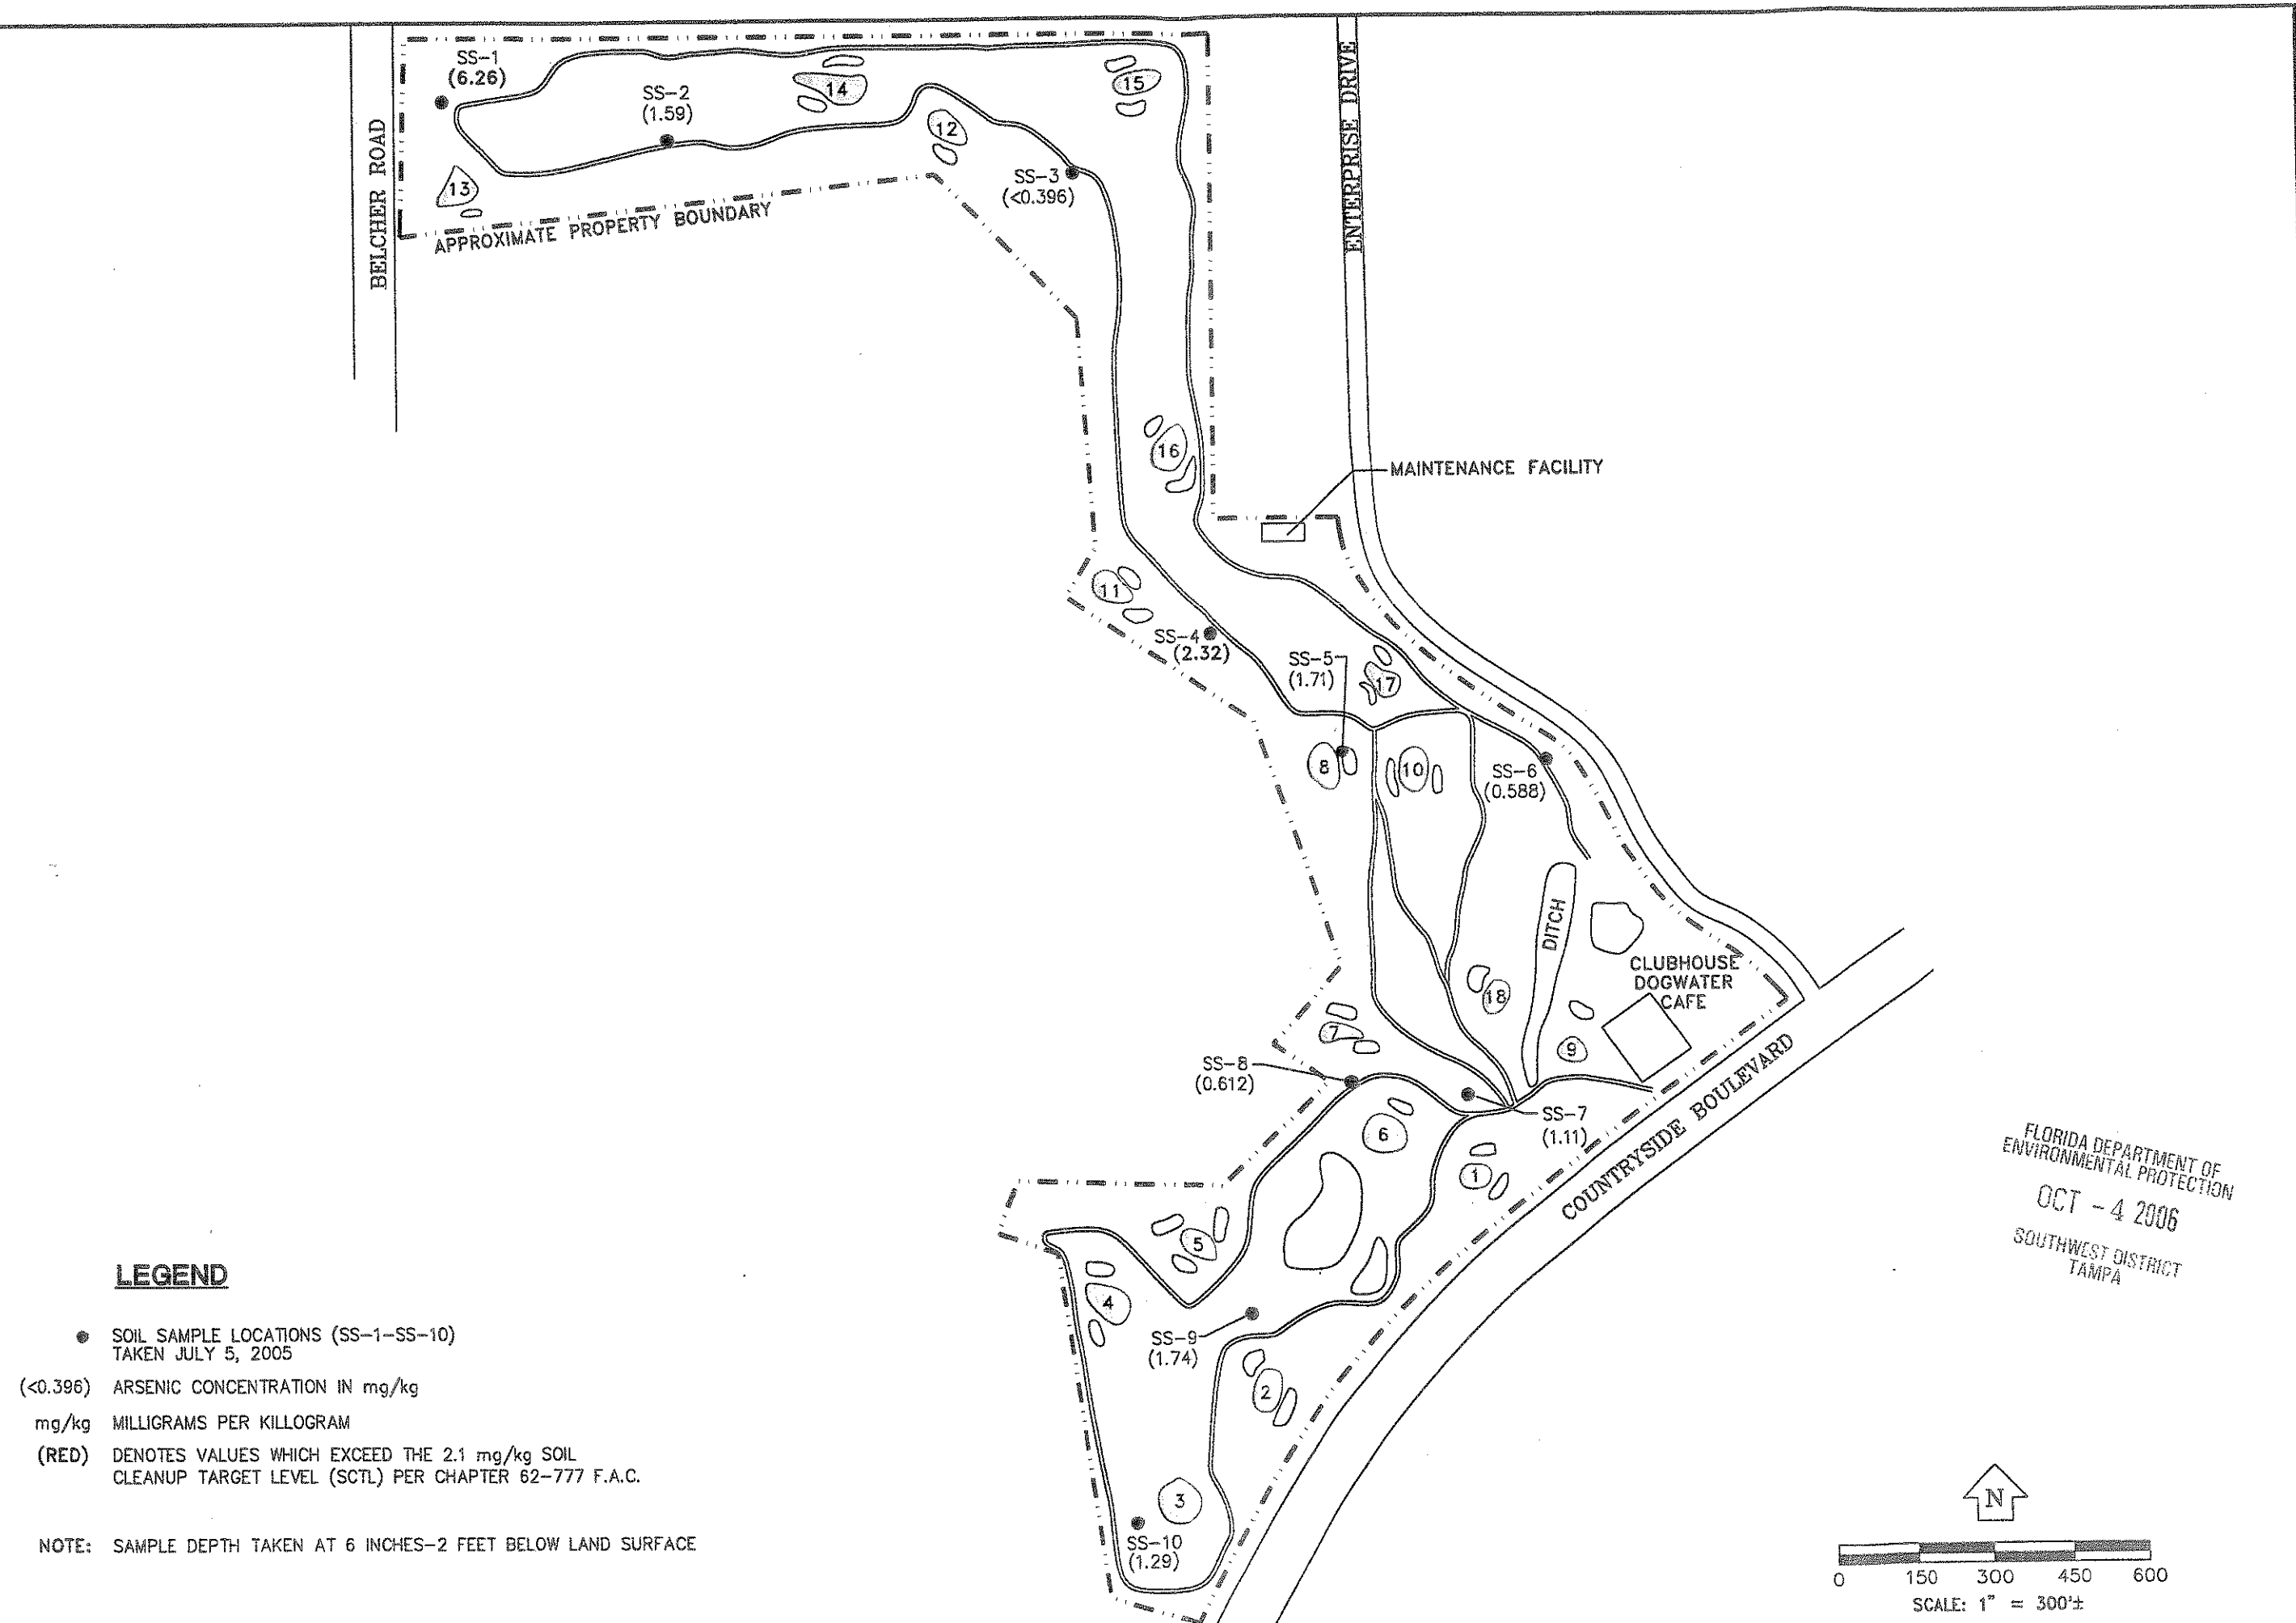 SS-1
(6.26)
SS-2
(1.59)
14
15
12
13
SS-3
(<0.396)
BELCHER ROAD
APPROXIMATE PROPERTY BOUNDARY
ENTERPRISE DRIVE
16
MAINTENANCE FACILITY
11
SS-4
(2.32)
SS-5
(1.71)
17
8
10
SS-6
(0.588)
DITCH
CLUBHOUSE
DOGWATER
CAFE
18
7
9
SS-8
(0.612)
SS-7
(1.11)
6
1
COUNTRYSIDE BOULEVARD
5
4
SS-9
(1.74)
2
3
SS-10
(1.29)
FLORIDA DEPARTMENT OF
ENVIRONMENTAL PROTECTION
OCT - 4 2006
SOUTHWEST DISTRICT
TAMPA
LEGEND
SOIL SAMPLE LOCATIONS (SS-1-SS-10)
TAKEN JULY 5, 2005
(<0.396) ARSENIC CONCENTRATION IN mg/kg
mg/kg MILLIGRAMS PER KILLOGRAM
(RED) DENOTES VALUES WHICH EXCEED THE 2.1 mg/kg SOIL
CLEANUP TARGET LEVEL (SCTL) PER CHAPTER 62-777 F.A.C.
NOTE: SAMPLE DEPTH TAKEN AT 6 INCHES-2 FEET BELOW LAND SURFACE
N
0 150 300 450 600
SCALE: 1" = 300'±